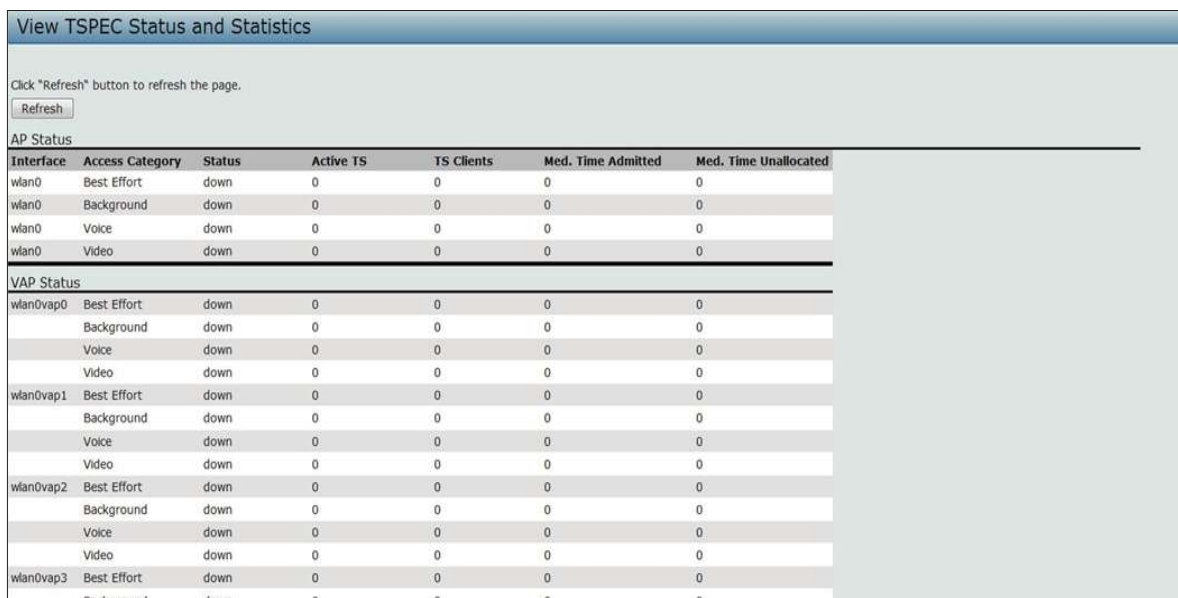 View TSPEC Status and Statistics
Click "Refresh" button to refresh the page.
Refresh
AP Status
Interface Access Category Status Active TS TS Clients Med. Time Admitted Med. Time Unallocated
wlan0 Best Effort down 0 0 0 0
wlan0 Background down 0 0 0 0
wlan0 Voice down 0 0 0 0
wlan0 Video down 0 0 0 0
VAP Status
wlan0vap0 Best Effort down 0 0 0 0
Background down 0 0 0 0
Voice down 0 0 0 0
Video down 0 0 0 0
wlan0vap1 Best Effort down 0 0 0 0
Background down 0 0 0 0
Voice down 0 0 0 0
Video down 0 0 0 0
wlan0vap2 Best Effort down 0 0 0 0
Background down 0 0 0 0
Voice down 0 0 0 0
Video down 0 0 0 0
wlan0vap3 Best Effort down 0 0 0 0